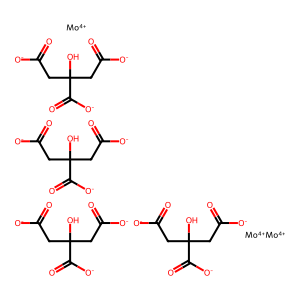 Mo⁴⁺
O O
O⁻ OH O⁻
O O⁻
O O
O⁻ OH O⁻
O O⁻
O O O O
O⁻ OH O⁻ O⁻ OH O⁻
Mo⁴⁺Mo⁴⁺
O O⁻ O O⁻